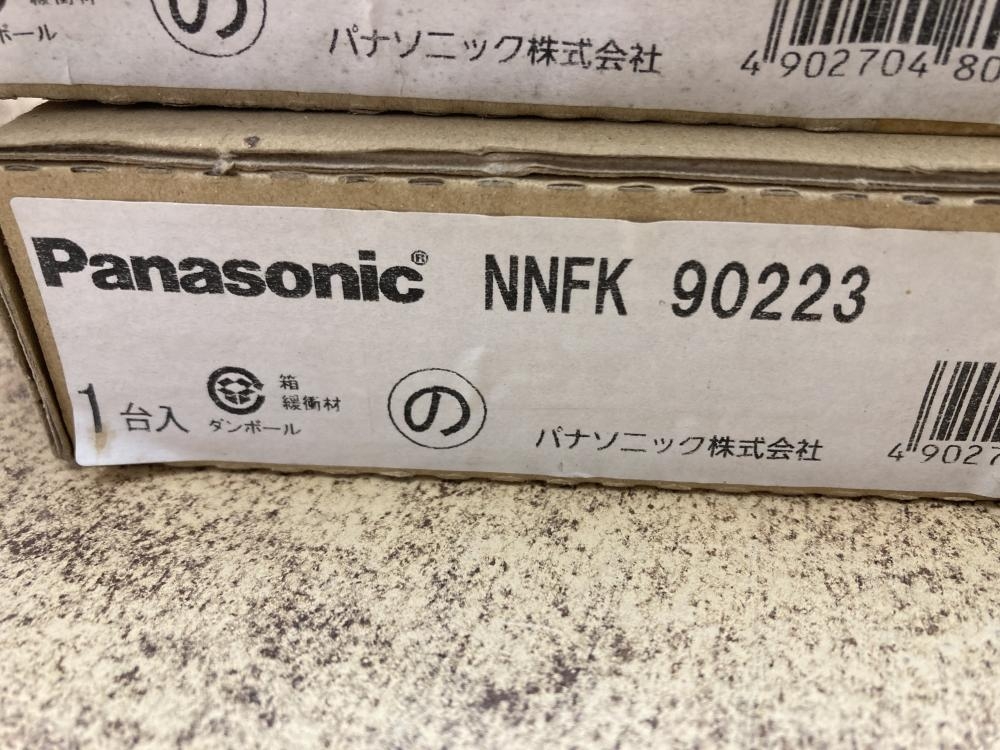 ボール
の
パナソニック株式会社
4 902704 80
Panasonic® NNFK 90223
1台入
箱
緩衝材
ダンボール
の
パナソニック株式会社
4 9027